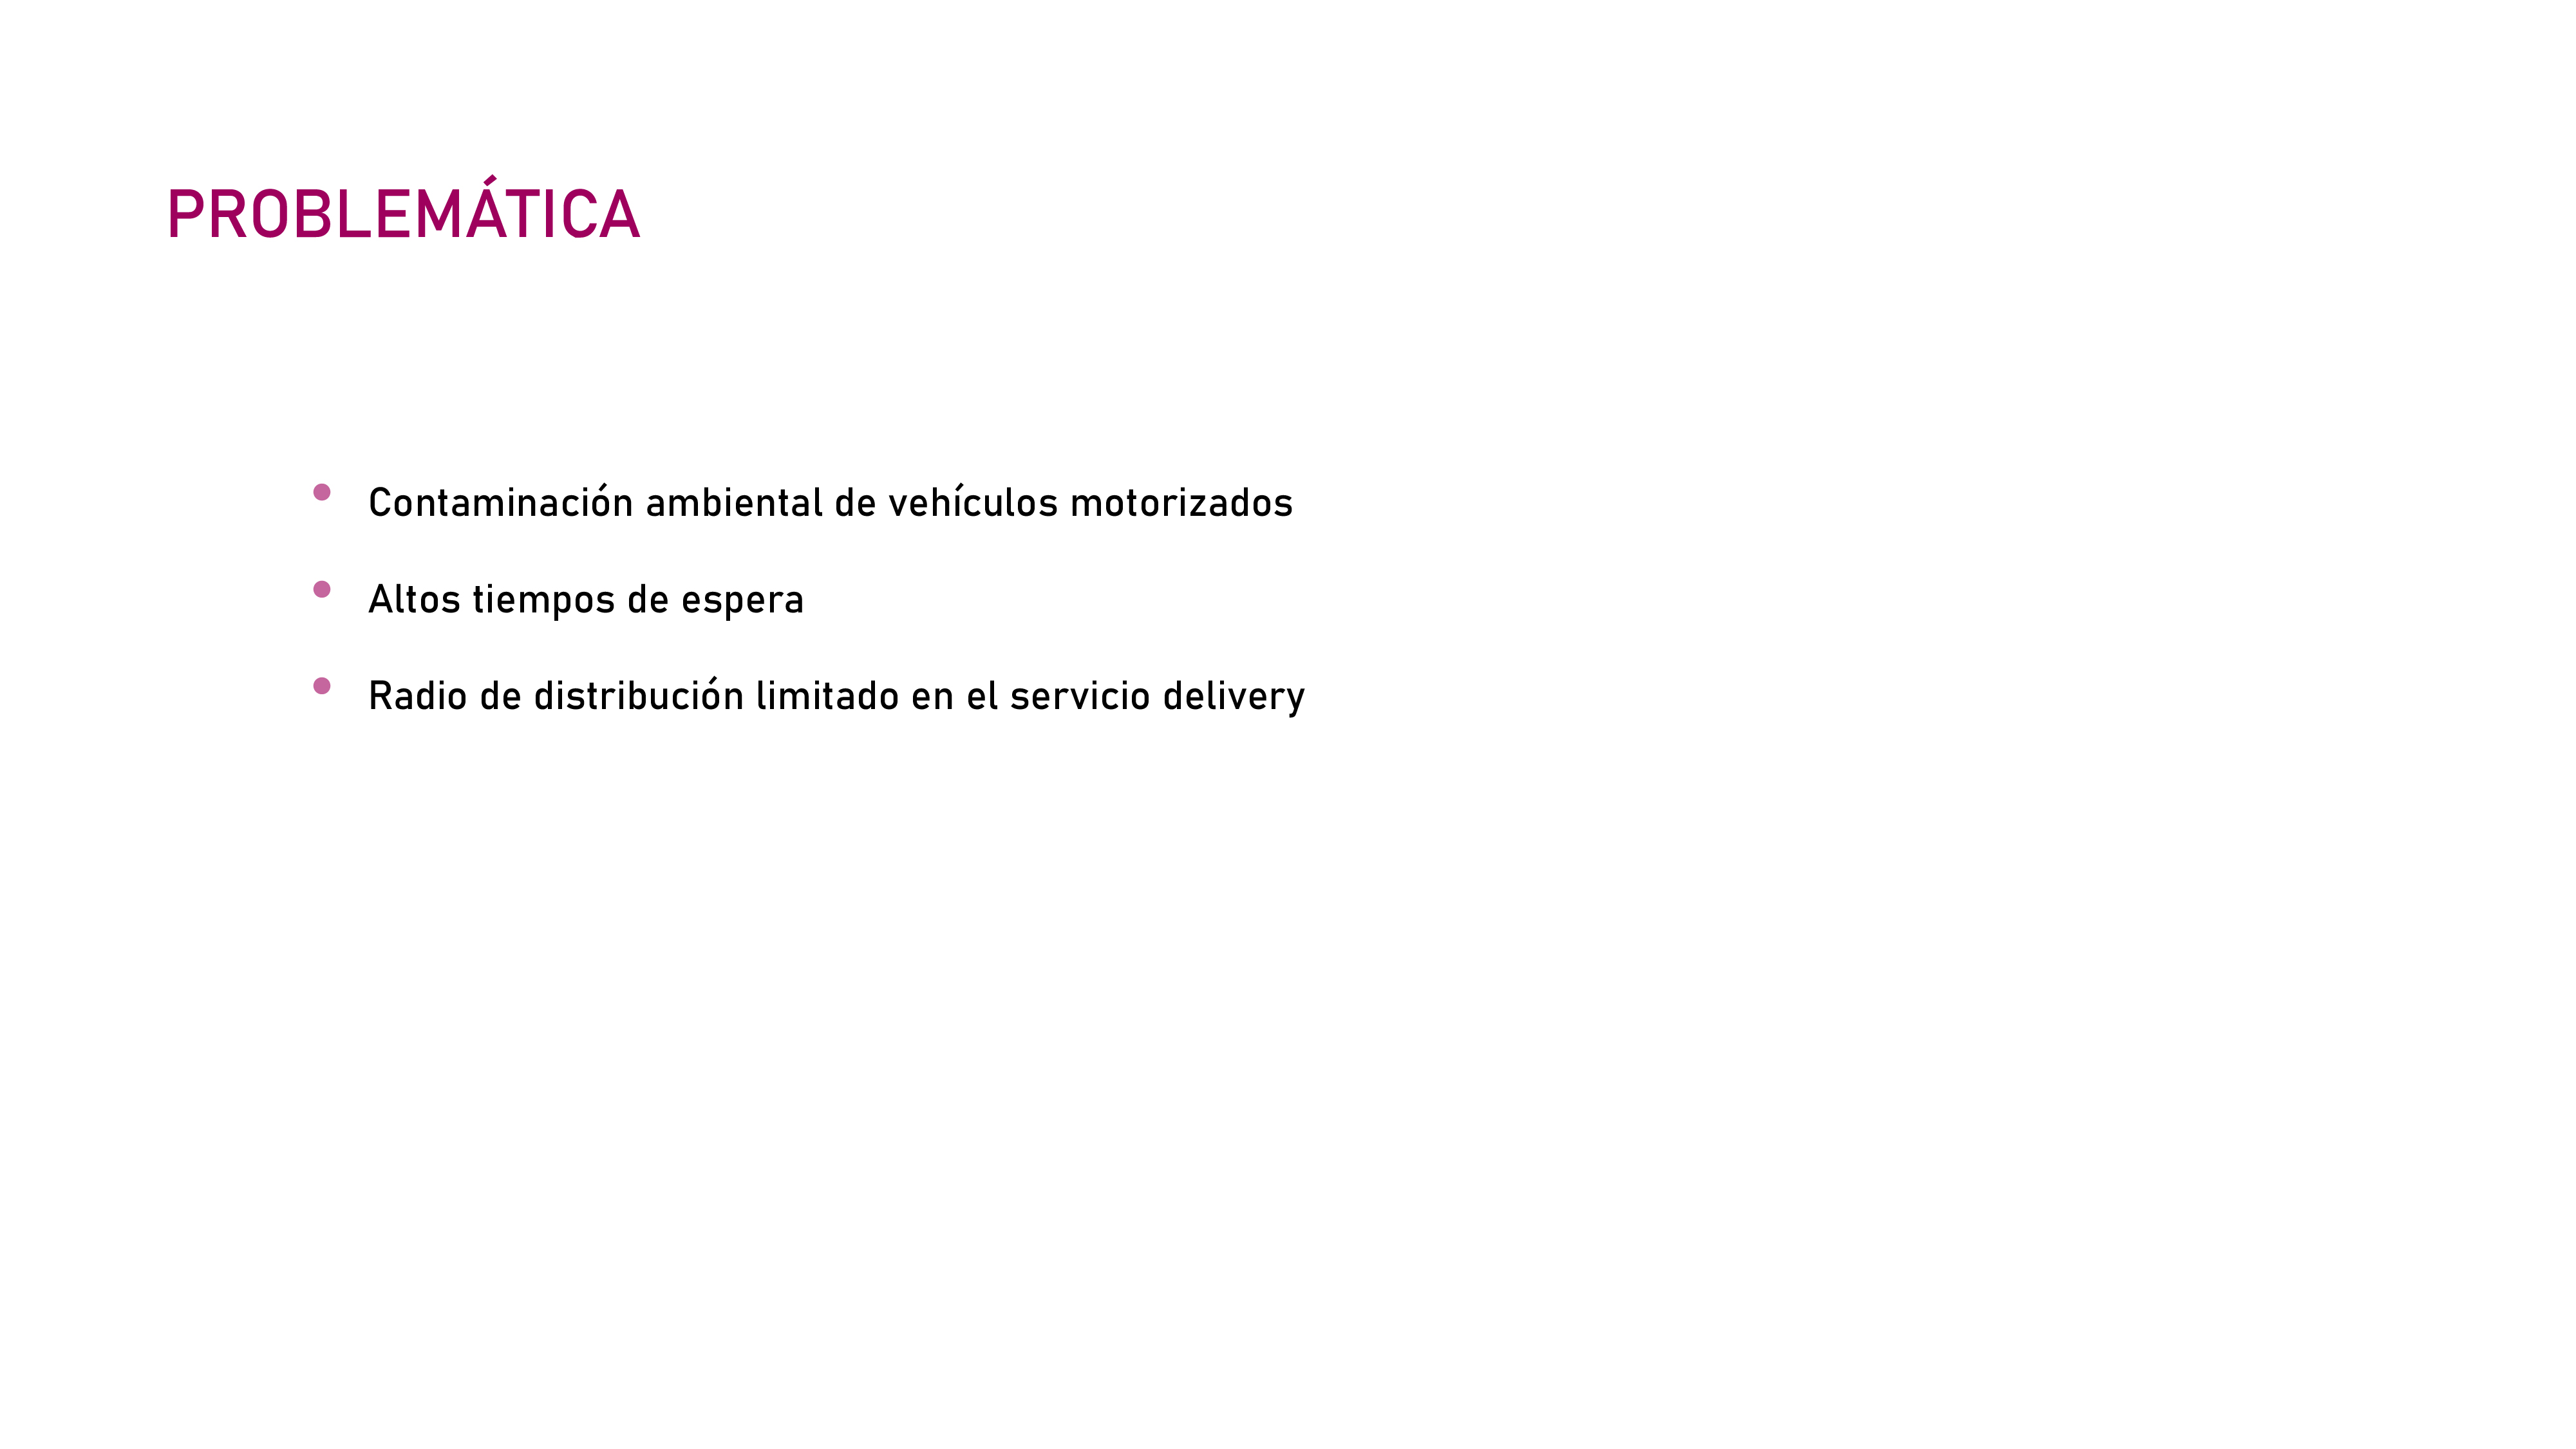 PROBLEMÁTICA
• Contaminación ambiental de vehículos motorizados
• Altos tiempos de espera
• Radio de distribución limitado en el servicio delivery